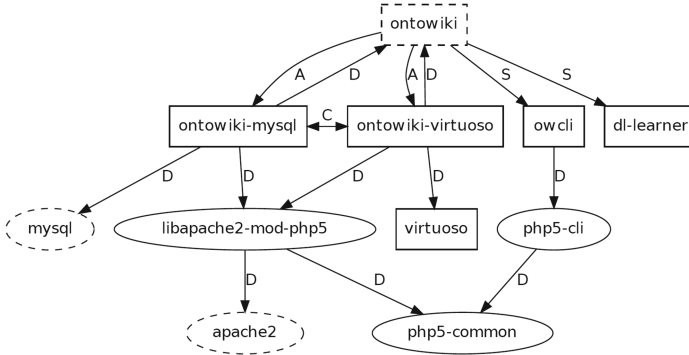 ontowiki
A
D
A
D
S
S
ontowiki-mysql
C
ontowiki-virtuoso
owcli
dl-learner
D
D
D
D
D
mysql
libapache2-mod-php5
virtuoso
php5-cli
D
D
D
apache2
php5-common